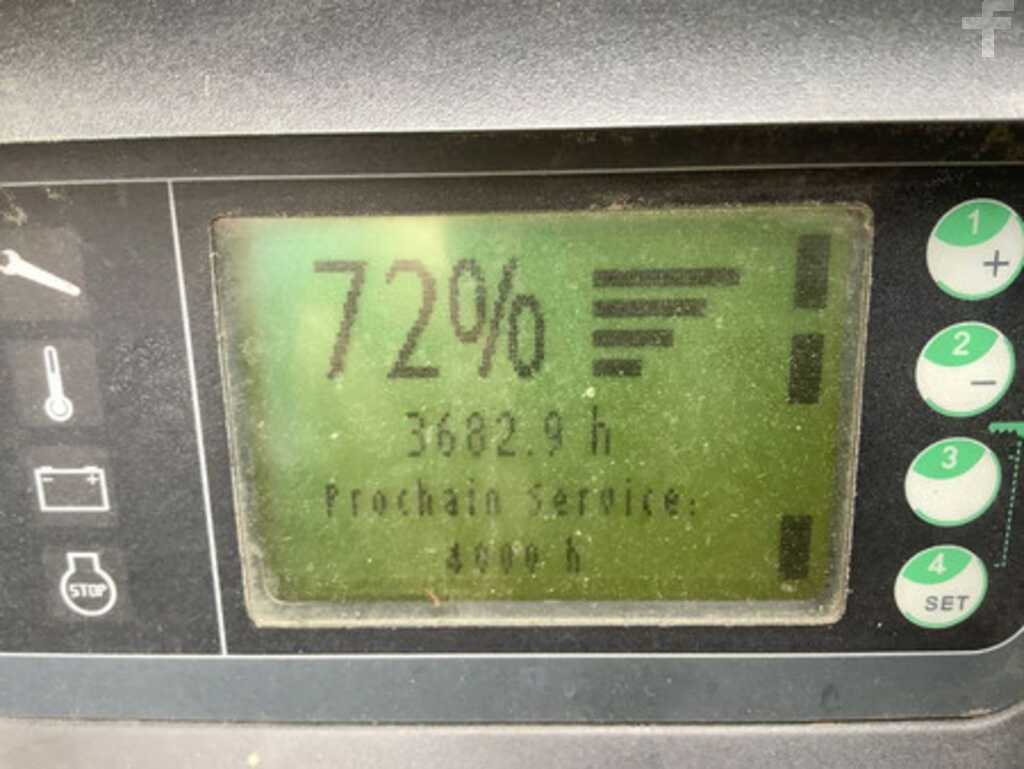 72%
3682.9 h
Prochain Service:
4000 h
1
+
2
−
3
4
SET
- +
STOP
f